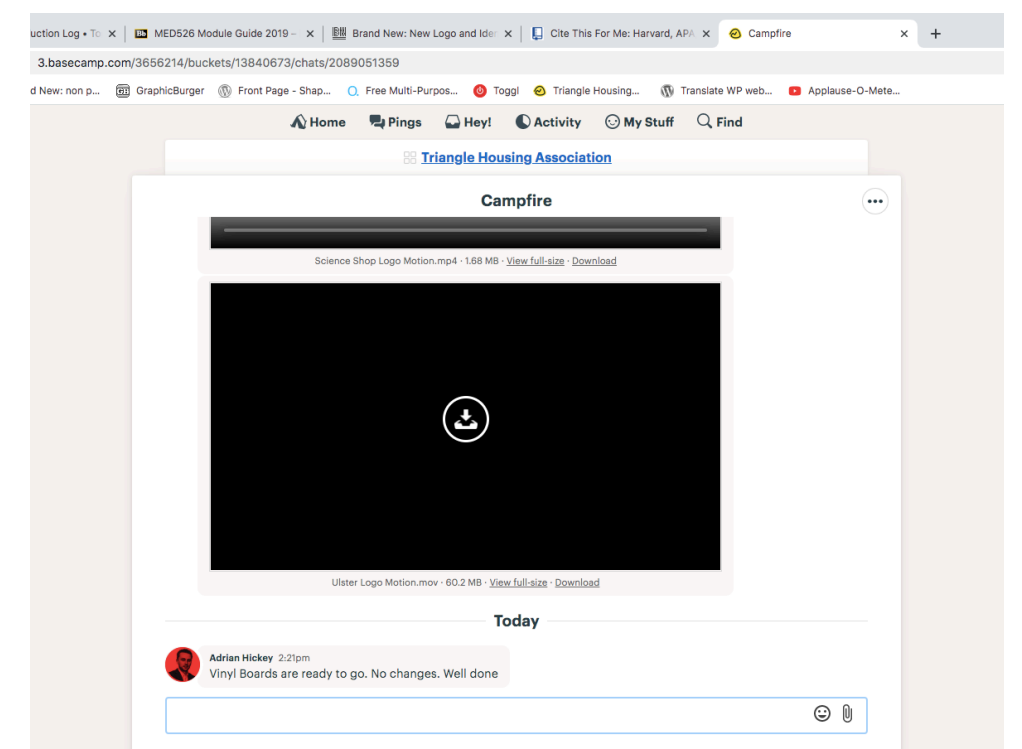 uction Log • To × MED526 Module Guide 2019 – × Brand New: New Logo and Iden × Cite This For Me: Harvard, APA × Campfire × +
3.basecamp.com/3656214/buckets/13840673/chats/2089051359
d New: non p... GraphicBurger Front Page - Shap... Free Multi-Purpos... Toggl Triangle Housing... Translate WP web... Applause-O-Mete...
Home Pings Hey! Activity My Stuff Find
Triangle Housing Association
Campfire
Science Shop Logo Motion.mp4 · 1.68 MB · View full-size · Download
Ulster Logo Motion.mov · 60.2 MB · View full-size · Download
Today
Adrian Hickey 2:21pm
Vinyl Boards are ready to go. No changes. Well done